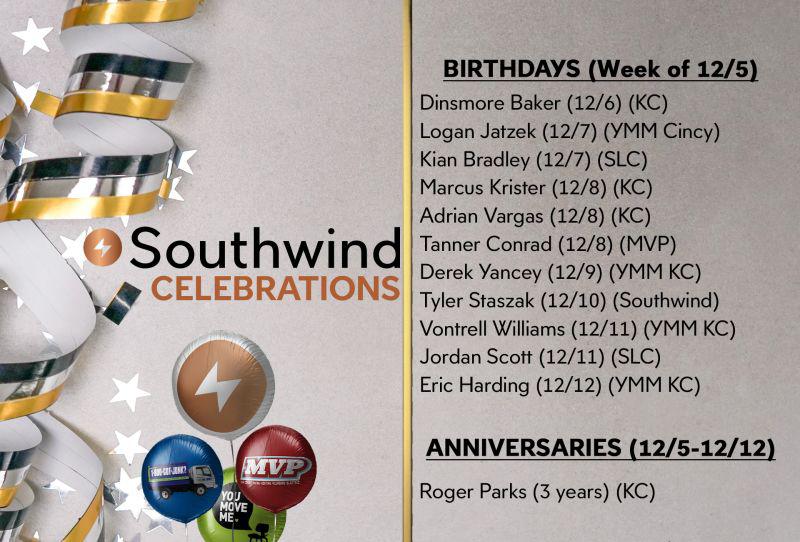 Southwind
CELEBRATIONS
1-800-GOT-JUNK?
MVP
YOU
MOVE
ME
BIRTHDAYS (Week of 12/5)
Dinsmore Baker (12/6) (KC)
Logan Jatzek (12/7) (YMM Cincy)
Kian Bradley (12/7) (SLC)
Marcus Krister (12/8) (KC)
Adrian Vargas (12/8) (KC)
Tanner Conrad (12/8) (MVP)
Derek Yancey (12/9) (YMM KC)
Tyler Staszak (12/10) (Southwind)
Vontrell Williams (12/11) (YMM KC)
Jordan Scott (12/11) (SLC)
Eric Harding (12/12) (YMM KC)
ANNIVERSARIES (12/5-12/12)
Roger Parks (3 years) (KC)